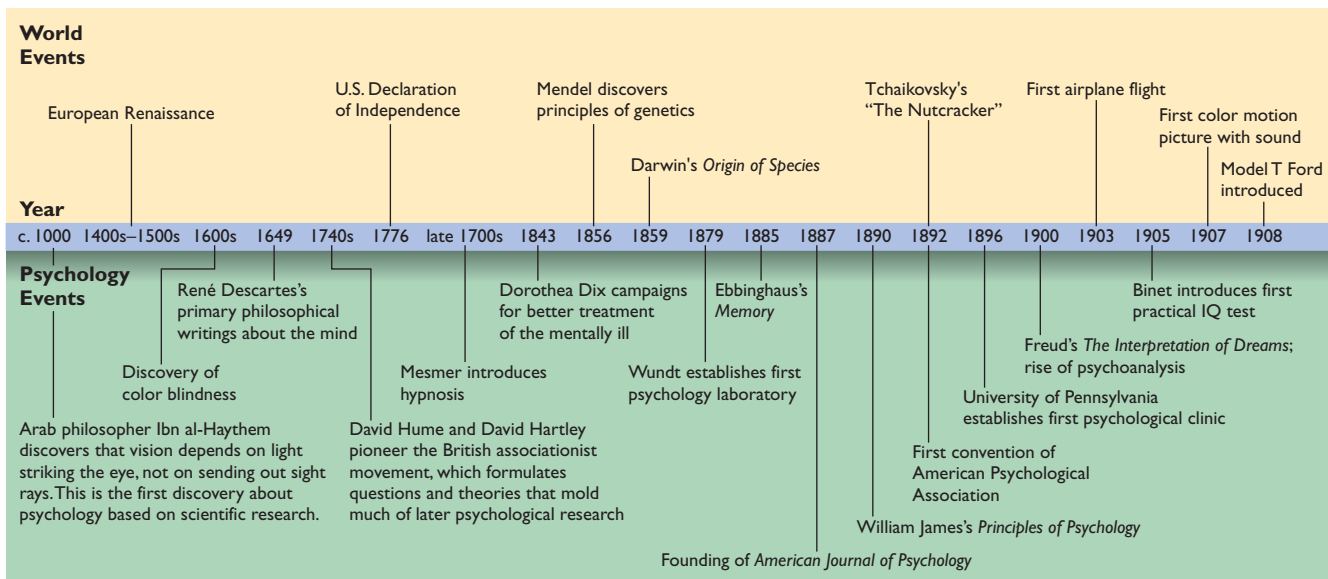 World
Events
European Renaissance
U.S. Declaration
of Independence
Mendel discovers
principles of genetics
Darwin's Origin of Species
Tchaikovsky's
“The Nutcracker”
First airplane flight
First color motion
picture with sound
Model T Ford
introduced
Year
c. 1000 1400s–1500s 1600s 1649 1740s 1776 late 1700s 1843 1856 1859 1879 1885 1887 1890 1892 1896 1900 1903 1905 1907 1908
Psychology
Events
Arab philosopher Ibn al-Haythem
discovers that vision depends on light
striking the eye, not on sending out sight
rays. This is the first discovery about
psychology based on scientific research.
Discovery of
color blindness
René Descartes's
primary philosophical
writings about the mind
David Hume and David Hartley
pioneer the British associationist
movement, which formulates
questions and theories that mold
much of later psychological research
Mesmer introduces
hypnosis
Dorothea Dix campaigns
for better treatment
of the mentally ill
Wundt establishes first
psychology laboratory
Ebbinghaus's
Memory
Founding of American Journal of Psychology
William James's Principles of Psychology
First convention of
American Psychological
Association
University of Pennsylvania
establishes first psychological clinic
Freud's The Interpretation of Dreams;
rise of psychoanalysis
Binet introduces first
practical IQ test